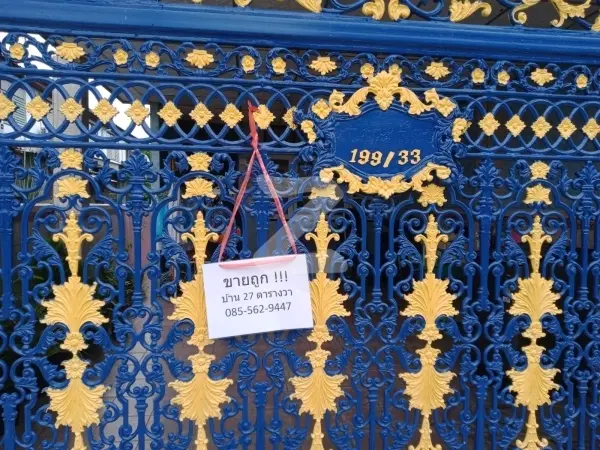 199/33
ขายถูก !!!
บ้าน 27 ตารางวา
085-562-9447